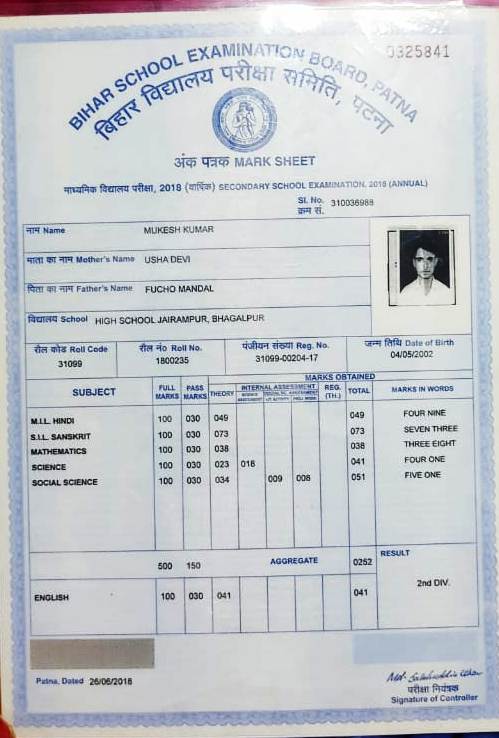 0325841
BIHAR SCHOOL EXAMINATION BOARD, PATNA
बिहार विद्यालय परीक्षा समिति, पटना
अंक पत्रक MARK SHEET
माध्यमिक विद्यालय परीक्षा, 2018 (वार्षिक) SECONDARY SCHOOL EXAMINATION, 2018 (ANNUAL)
Sl. No. 310036988
क्रम सं.
नाम Name MUKESH KUMAR
माता का नाम Mother's Name USHA DEVI
पिता का नाम Father's Name FUCHO MANDAL
विद्यालय School HIGH SCHOOL JAIRAMPUR, BHAGALPUR
रौल कोड Roll Code रौल नं० Roll No. पंजीयन संख्या Reg. No. जन्म तिथि Date of Birth
31099 1800235 31099-00204-17 04/05/2002
MARKS OBTAINED
SUBJECT FULL MARKS PASS MARKS THEORY INTERNAL ASSESSMENT REG. (TH.) TOTAL MARKS IN WORDS
M.I.L. HINDI 100 030 049 049 FOUR NINE
S.I.L. SANSKRIT 100 030 073 073 SEVEN THREE
MATHEMATICS 100 030 038 038 THREE EIGHT
SCIENCE 100 030 023 018 041 FOUR ONE
SOCIAL SCIENCE 100 030 034 009 008 051 FIVE ONE
500 150 AGGREGATE 0252 RESULT
2nd DIV.
ENGLISH 100 030 041 041
Patna, Dated 26/06/2018
परीक्षा नियंत्रक
Signature of Controller